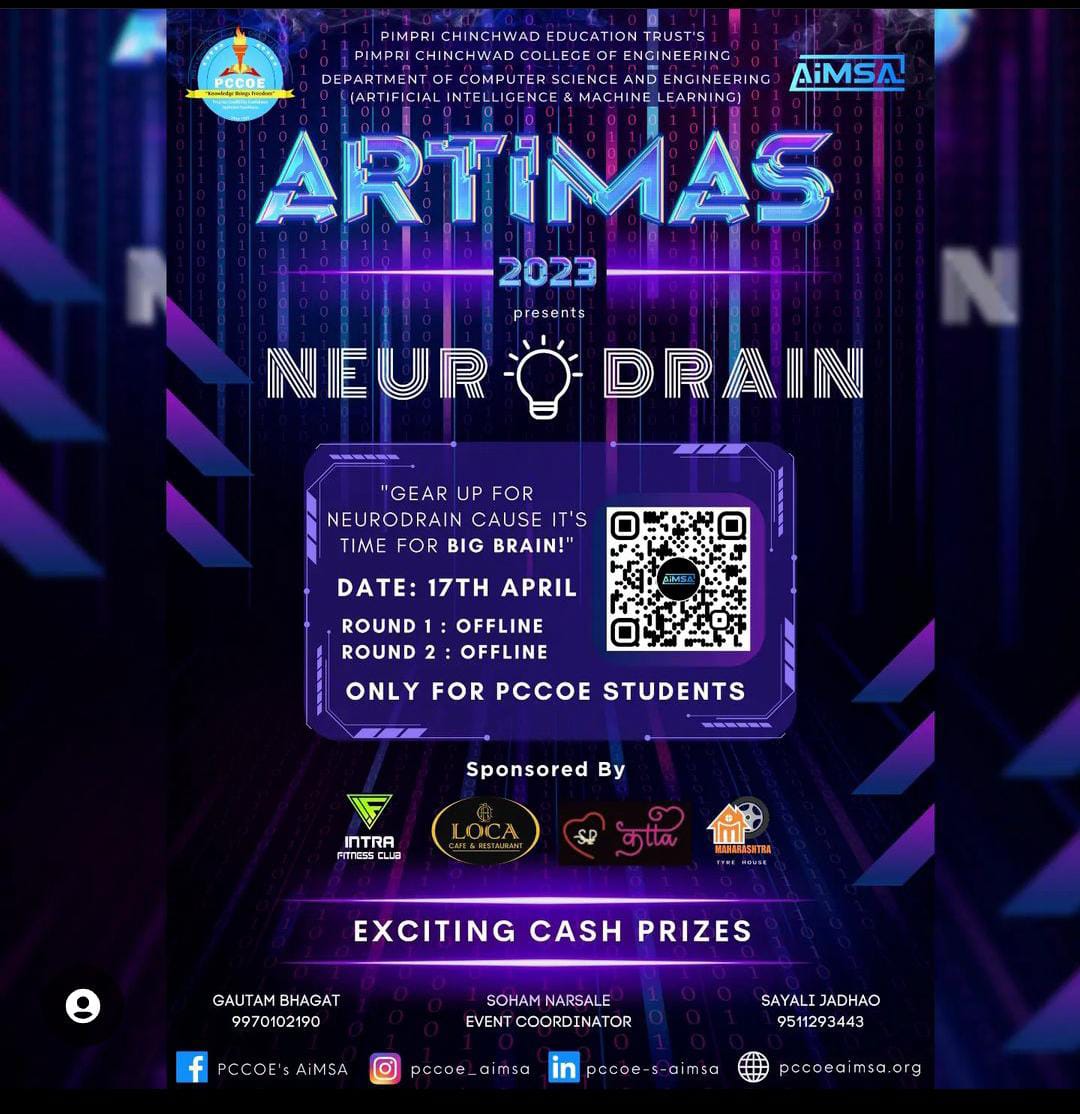 PIMPRI CHINCHWAD EDUCATION TRUST'S
PIMPRI CHINCHWAD COLLEGE OF ENGINEERING
DEPARTMENT OF COMPUTER SCIENCE AND ENGINEERING
(ARTIFICIAL INTELLIGENCE & MACHINE LEARNING)
PCCOE
"Knowledge Brings Freedom"
AiMSA
ARTIMAS
2023
presents
NEUR DRAIN
"GEAR UP FOR
NEURODRAIN CAUSE IT'S
TIME FOR BIG BRAIN!"
DATE: 17TH APRIL
ROUND 1 : OFFLINE
ROUND 2 : OFFLINE
AiMSA
ONLY FOR PCCOE STUDENTS
Sponsored By
INTRA
FITNESS CLUB
LOCA
CAFE & RESTAURANT
SP कट्टा
MAHARASHTRA
TYRE HOUSE
EXCITING CASH PRIZES
GAUTAM BHAGAT
9970102190
SOHAM NARSALE
EVENT COORDINATOR
SAYALI JADHAO
9511293443
PCCOE's AiMSA
pccoe_aimsa
pccoe-s-aimsa
pccoeaimsa.org